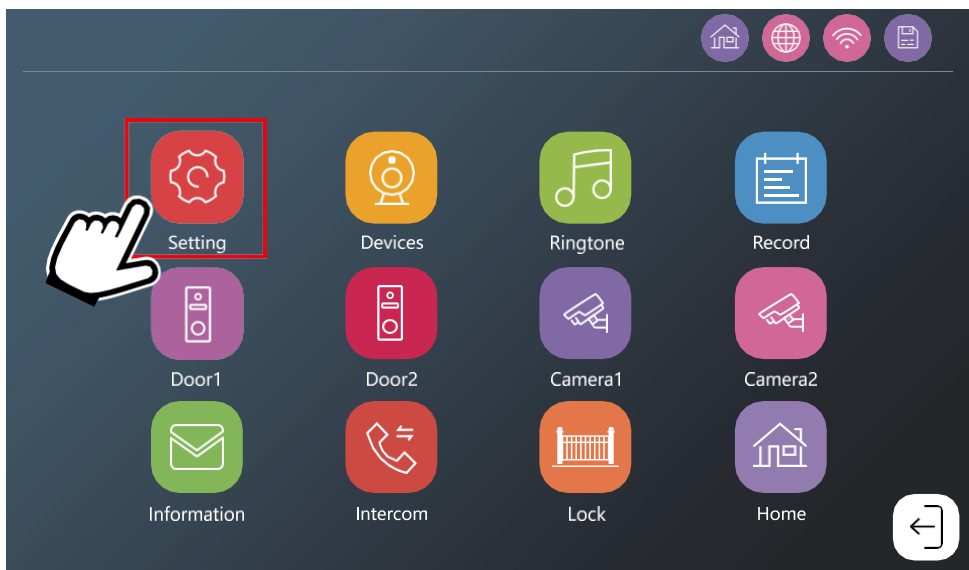 Setting
Devices
Ringtone
Record
Door1
Door2
Camera1
Camera2
Information
Intercom
Lock
Home